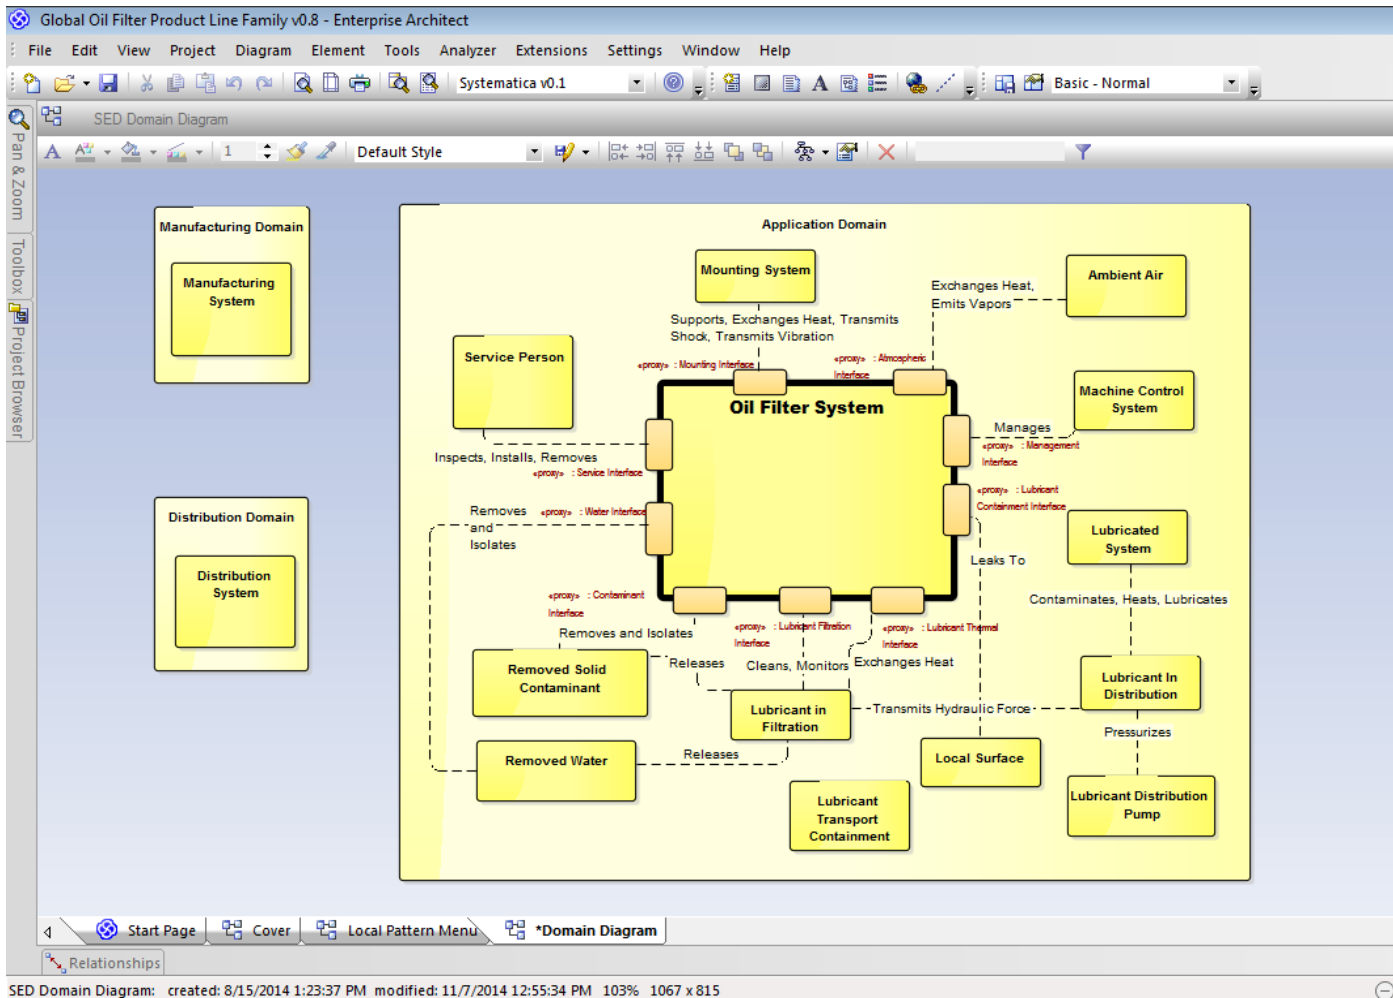 Global Oil Filter Product Line Family v0.8 - Enterprise Architect
File Edit View Project Diagram Element Tools Analyzer Extensions Settings Window Help
Systematica v0.1
Basic - Normal
SED Domain Diagram
1
Default Style
Pan & Zoom
Toolbox
Project Browser
Manufacturing Domain
Manufacturing
System
Distribution Domain
Distribution
System
Application Domain
Mounting System
Ambient Air
Exchanges Heat,
Emits Vapors
Supports, Exchanges Heat, Transmits
Shock, Transmits Vibration
Service Person
«proxy» : Mounting Interface
«proxy» : Atmospheric
Interface
Machine Control
System
Oil Filter System
Manages
«proxy» : Management
Interface
Inspects, Installs, Removes
«proxy» : Service Interface
«proxy» : Lubricant
Containment Interface
Removes
and
Isolates
«proxy» : Water Interface
Lubricated
System
Leaks To
«proxy» : Contaminant
Interface
Contaminates, Heats, Lubricates
Removes and Isolates
«proxy» : Lubricant Filtration
Interface
«proxy» : Lubricant Thermal
Interface
Removed Solid
Contaminant
Releases
Cleans, Monitors
Exchanges Heat
Lubricant In
Distribution
Lubricant in
Filtration
Transmits Hydraulic Force
Pressurizes
Removed Water
Releases
Local Surface
Lubricant
Transport
Containment
Lubricant Distribution
Pump
Start Page
Cover
Local Pattern Menu
*Domain Diagram
Relationships
SED Domain Diagram: created: 8/15/2014 1:23:37 PM modified: 11/7/2014 12:55:34 PM 103% 1067 x 815